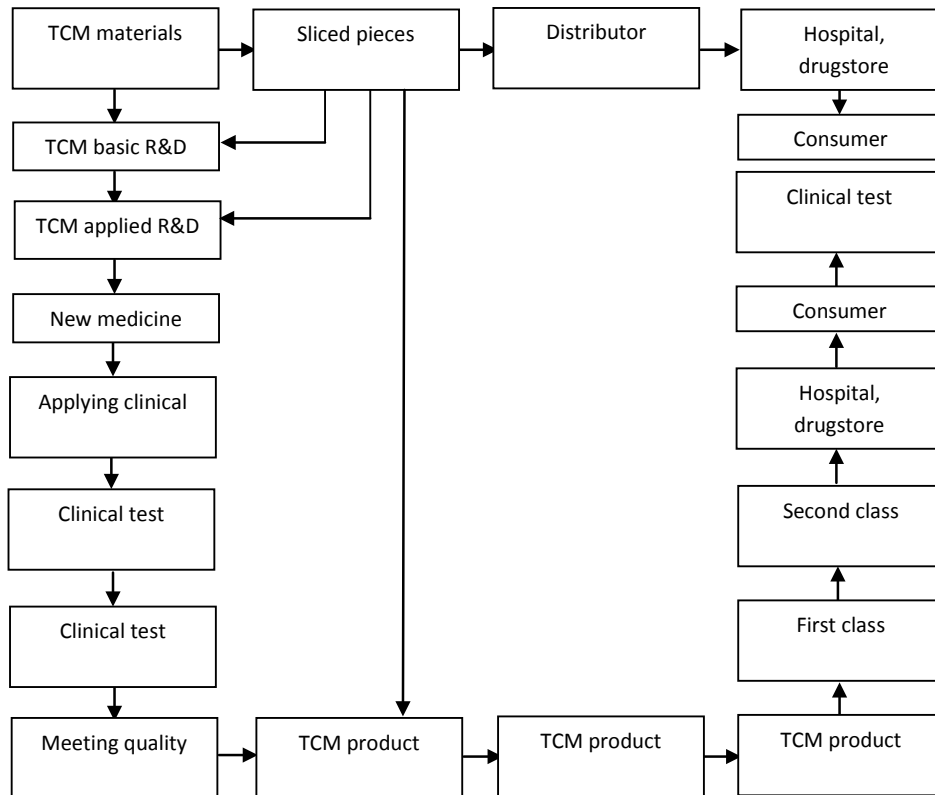 TCM materials
Sliced pieces
Distributor
Hospital,
drugstore
TCM basic R&D
Consumer
TCM applied R&D
Clinical test
New medicine
Consumer
Applying clinical
Hospital,
drugstore
Clinical test
Second class
Clinical test
First class
Meeting quality
TCM product
TCM product
TCM product